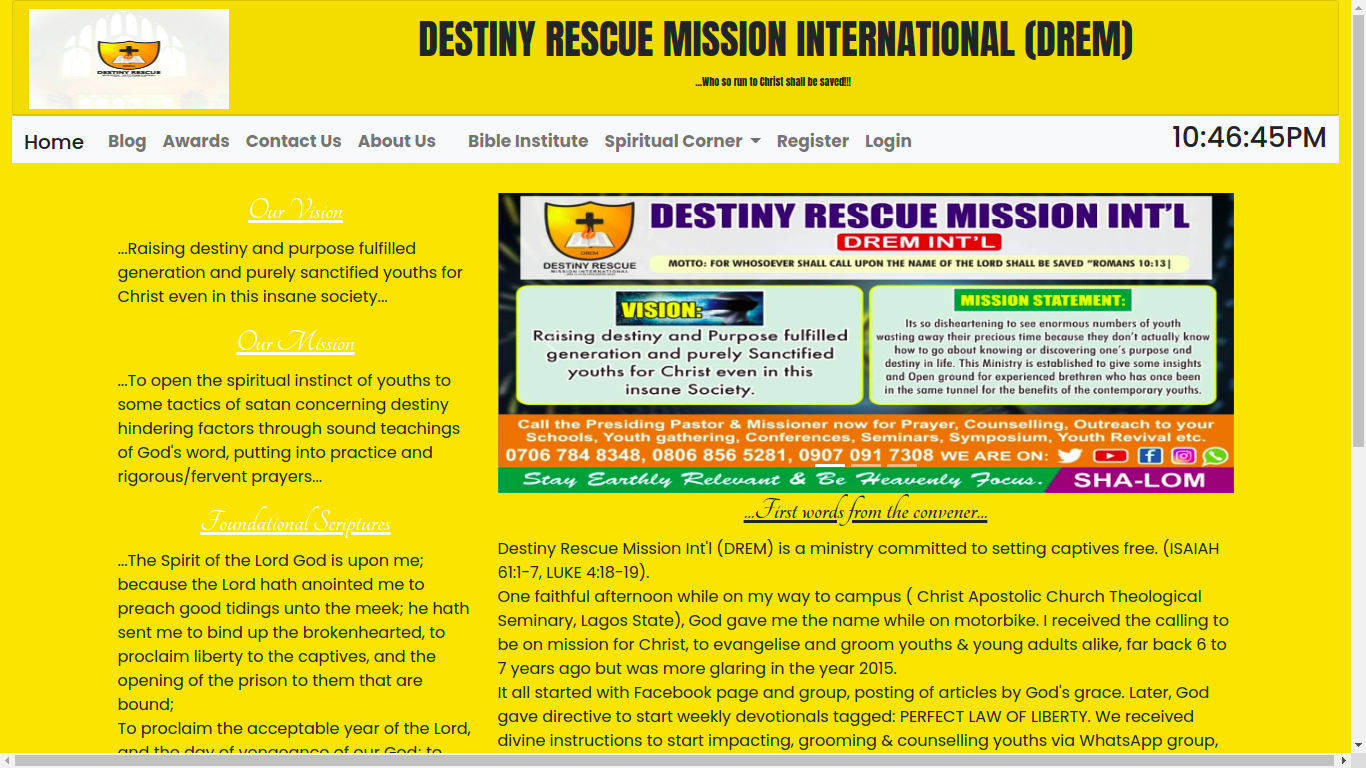 DESTINY RESCUE
DESTINY RESCUE MISSION INTERNATIONAL (DREM)
...Who so run to Christ shall be saved!!!
Home Blog Awards Contact Us About Us Bible Institute Spiritual Corner Register Login 10:46:45PM
Our Vision
...Raising destiny and purpose fulfilled
generation and purely sanctified youths for
Christ even in this insane society...
Our Mission
...To open the spiritual instinct of youths to
some tactics of satan concerning destiny
hindering factors through sound teachings
of God's word, putting into practice and
rigorous/fervent prayers...
Foundational Scriptures
...The Spirit of the Lord God is upon me;
because the Lord hath anointed me to
preach good tidings unto the meek; he hath
sent me to bind up the brokenhearted, to
proclaim liberty to the captives, and the
opening of the prison to them that are
bound;
To proclaim the acceptable year of the Lord,
and the day of vengeance of our God; to
DREM
DESTINY RESCUE
MISSION INTERNATIONAL
DESTINY RESCUE MISSION INT'L
DREM INT'L
MOTTO: FOR WHOSOEVER SHALL CALL UPON THE NAME OF THE LORD SHALL BE SAVED "ROMANS 10:13|
VISION:
Raising destiny and Purpose fulfilled
generation and purely Sanctified
youths for Christ even in this
insane Society.
MISSION STATEMENT:
Its so disheartening to see enormous numbers of youth
wasting away their precious time because they don't actually know
how to go about knowing or discovering one's purpose and
destiny in life. This Ministry is established to give some insights
and Open ground for experienced brethren who has once been
in the same tunnel for the benefits of the contemporary youths.
Call the Presiding Pastor & Missioner now for Prayer, Counselling, Outreach to your
Schools, Youth gathering, Conferences, Seminars, Symposium, Youth Revival etc.
0706 784 8348, 0806 856 5281, 0907 091 7308 WE ARE ON:
Stay Earthly Relevant & Be Heavenly Focus. SHA-LOM
...First words from the convener...
Destiny Rescue Mission Int'l (DREM) is a ministry committed to setting captives free. (ISAIAH
61:1-7, LUKE 4:18-19).
One faithful afternoon while on my way to campus ( Christ Apostolic Church Theological
Seminary, Lagos State), God gave me the name while on motorbike. I received the calling to
be on mission for Christ, to evangelise and groom youths & young adults alike, far back 6 to
7 years ago but was more glaring in the year 2015.
It all started with Facebook page and group, posting of articles by God's grace. Later, God
gave directive to start weekly devotionals tagged: PERFECT LAW OF LIBERTY. We received
divine instructions to start impacting, grooming & counselling youths via WhatsApp group,